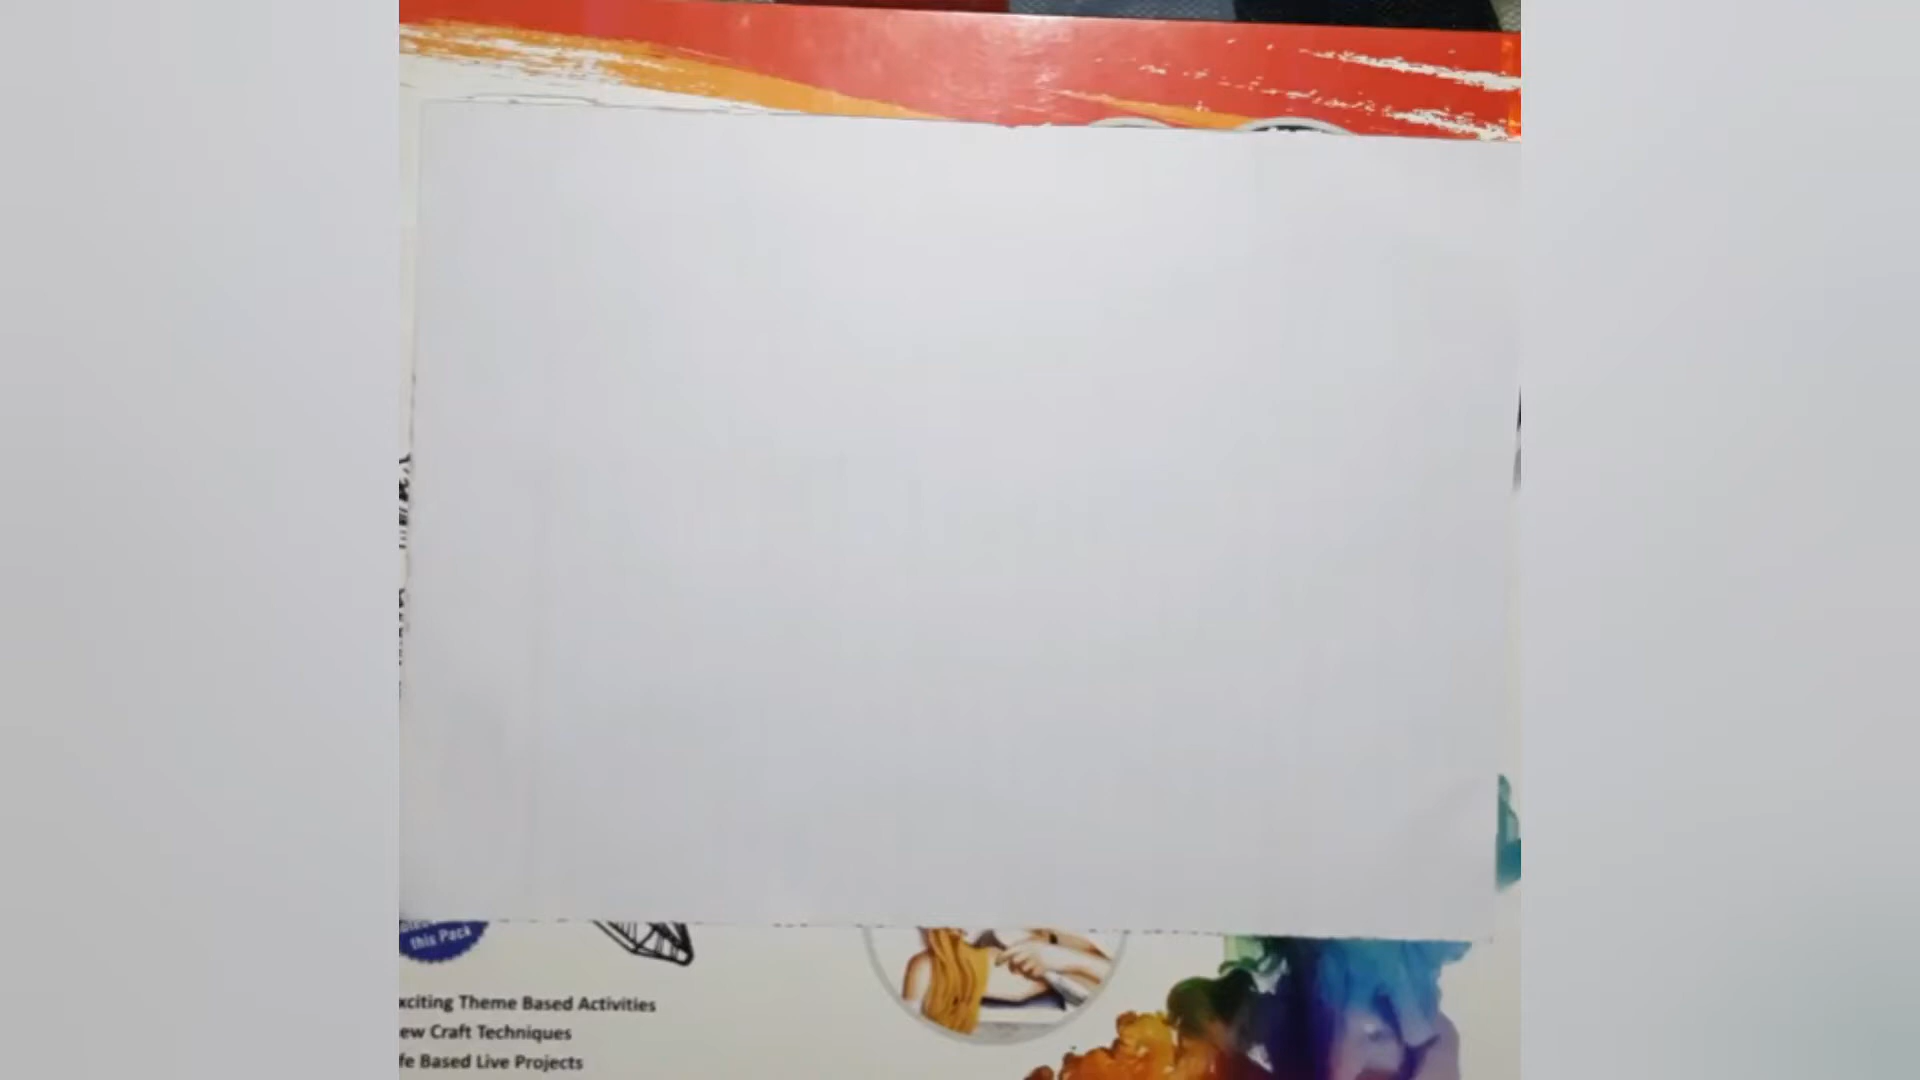 this Pack
xciting Theme Based Activities
ew Craft Techniques
fe Based Live Projects